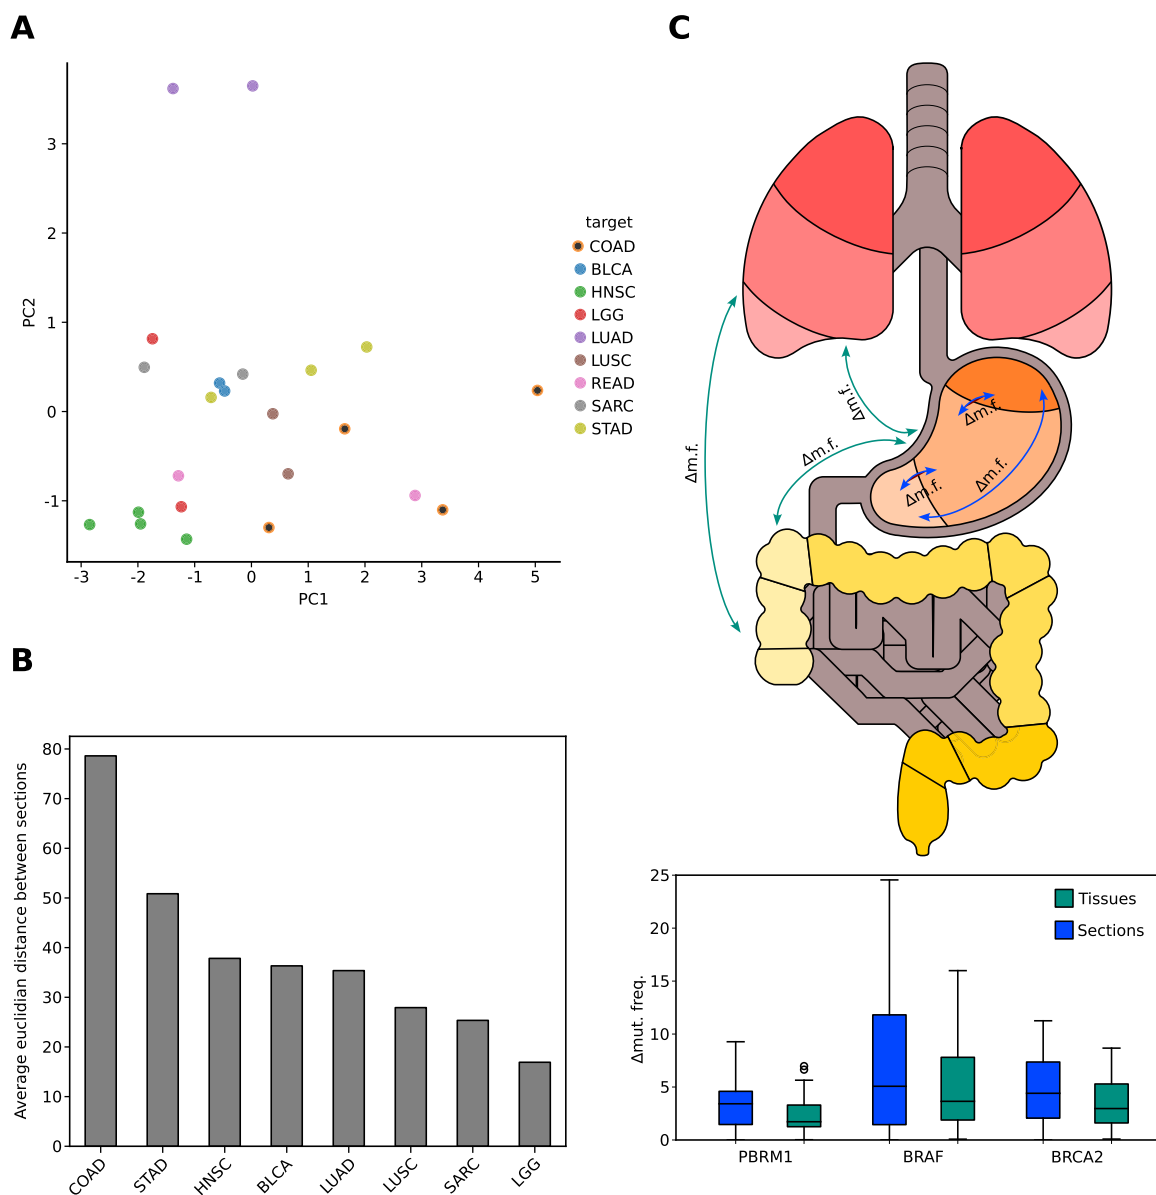 A
PC2
3
2
1
0
-1
-3
-2
-1
0
1
2
3
4
5
PC1
target
COAD
BLCA
HNSC
LGG
LUAD
LUSC
READ
SARC
STAD
B
Average euclidian distance between sections
80
70
60
50
40
30
20
10
0
COAD
STAD
HNSC
BLCA
LUAD
LUSC
SARC
LGG
C
Δm.f.
Δm.f.
Δm.f.
Δm.f.
Δm.f.
Δm.f.
Δmut. freq.
25
20
15
10
5
0
Tissues
Sections
PBRM1
BRAF
BRCA2